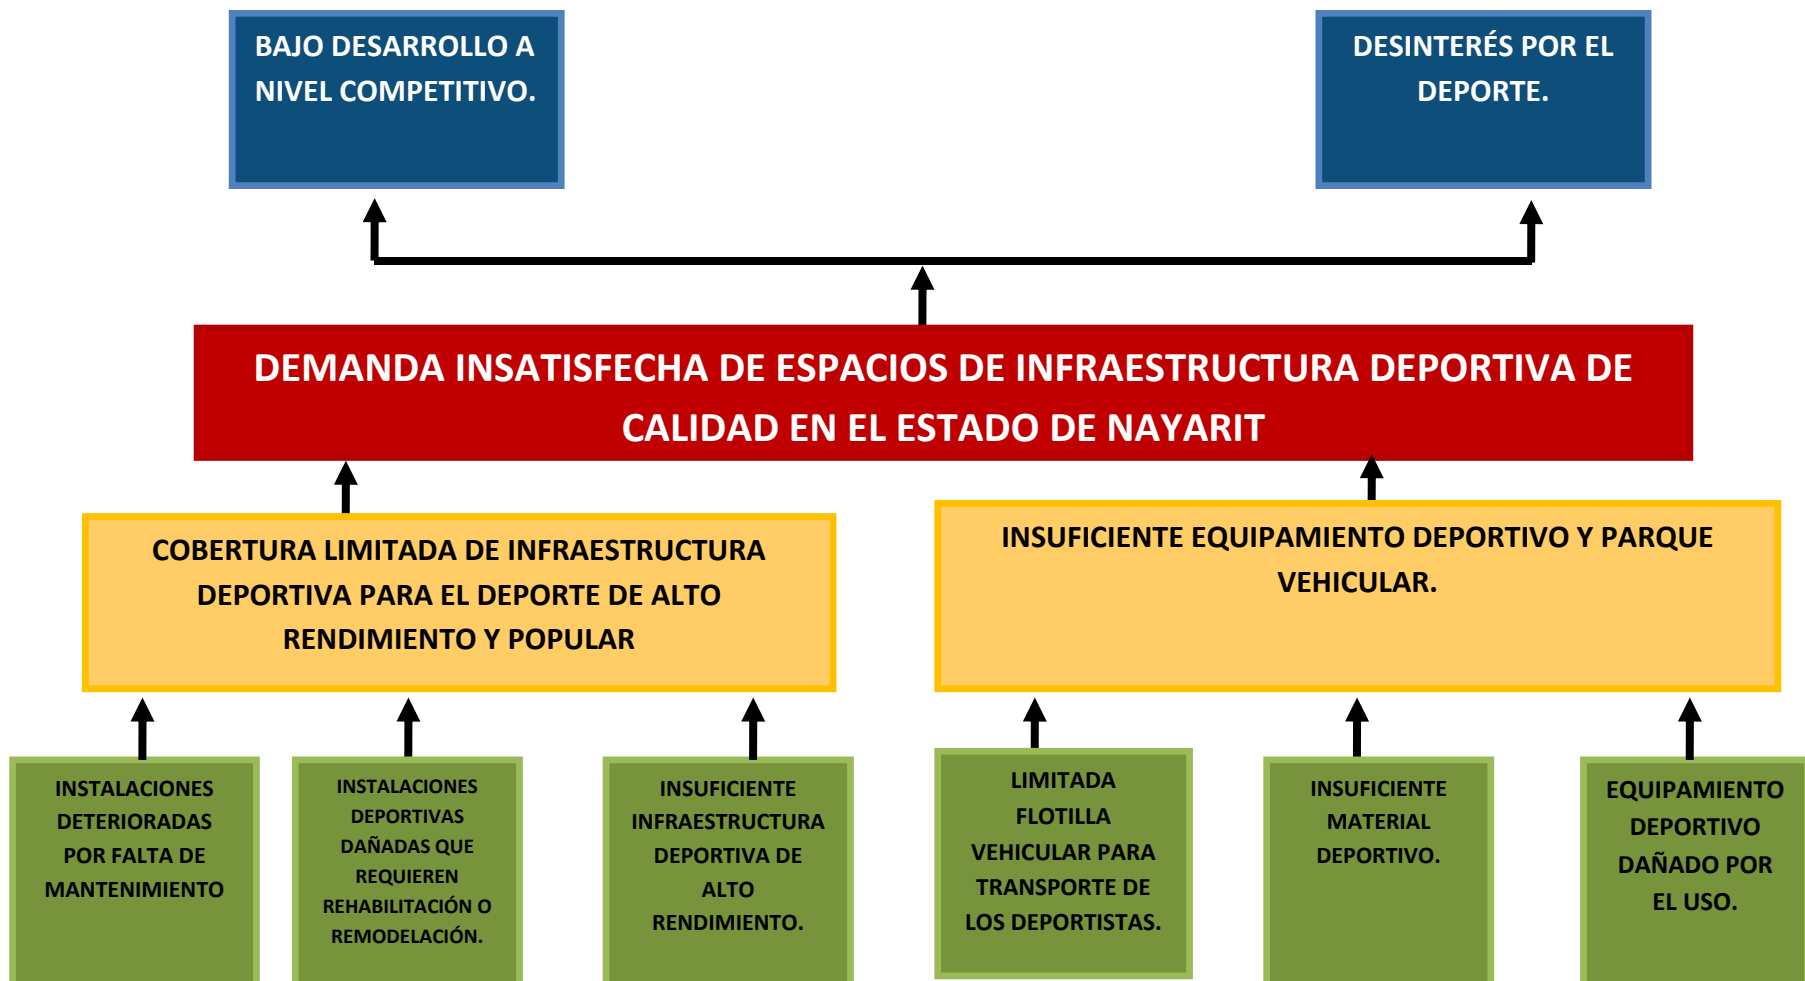 BAJO DESARROLLO A
NIVEL COMPETITIVO.
DESINTERÉS POR EL
DEPORTE.
DEMANDA INSATISFECHA DE ESPACIOS DE INFRAESTRUCTURA DEPORTIVA DE
CALIDAD EN EL ESTADO DE NAYARIT
COBERTURA LIMITADA DE INFRAESTRUCTURA
DEPORTIVA PARA EL DEPORTE DE ALTO
RENDIMIENTO Y POPULAR
INSUFICIENTE EQUIPAMIENTO DEPORTIVO Y PARQUE
VEHICULAR.
INSTALACIONES
DETERIORADAS
POR FALTA DE
MANTENIMIENTO
INSTALACIONES
DEPORTIVAS
DAÑADAS QUE
REQUIEREN
REHABILITACIÓN O
REMODELACIÓN.
INSUFICIENTE
INFRAESTRUCTURA
DEPORTIVA DE
ALTO
RENDIMIENTO.
LIMITADA
FLOTILLA
VEHICULAR PARA
TRANSPORTE DE
LOS DEPORTISTAS.
INSUFICIENTE
MATERIAL
DEPORTIVO.
EQUIPAMIENTO
DEPORTIVO
DAÑADO POR
EL USO.